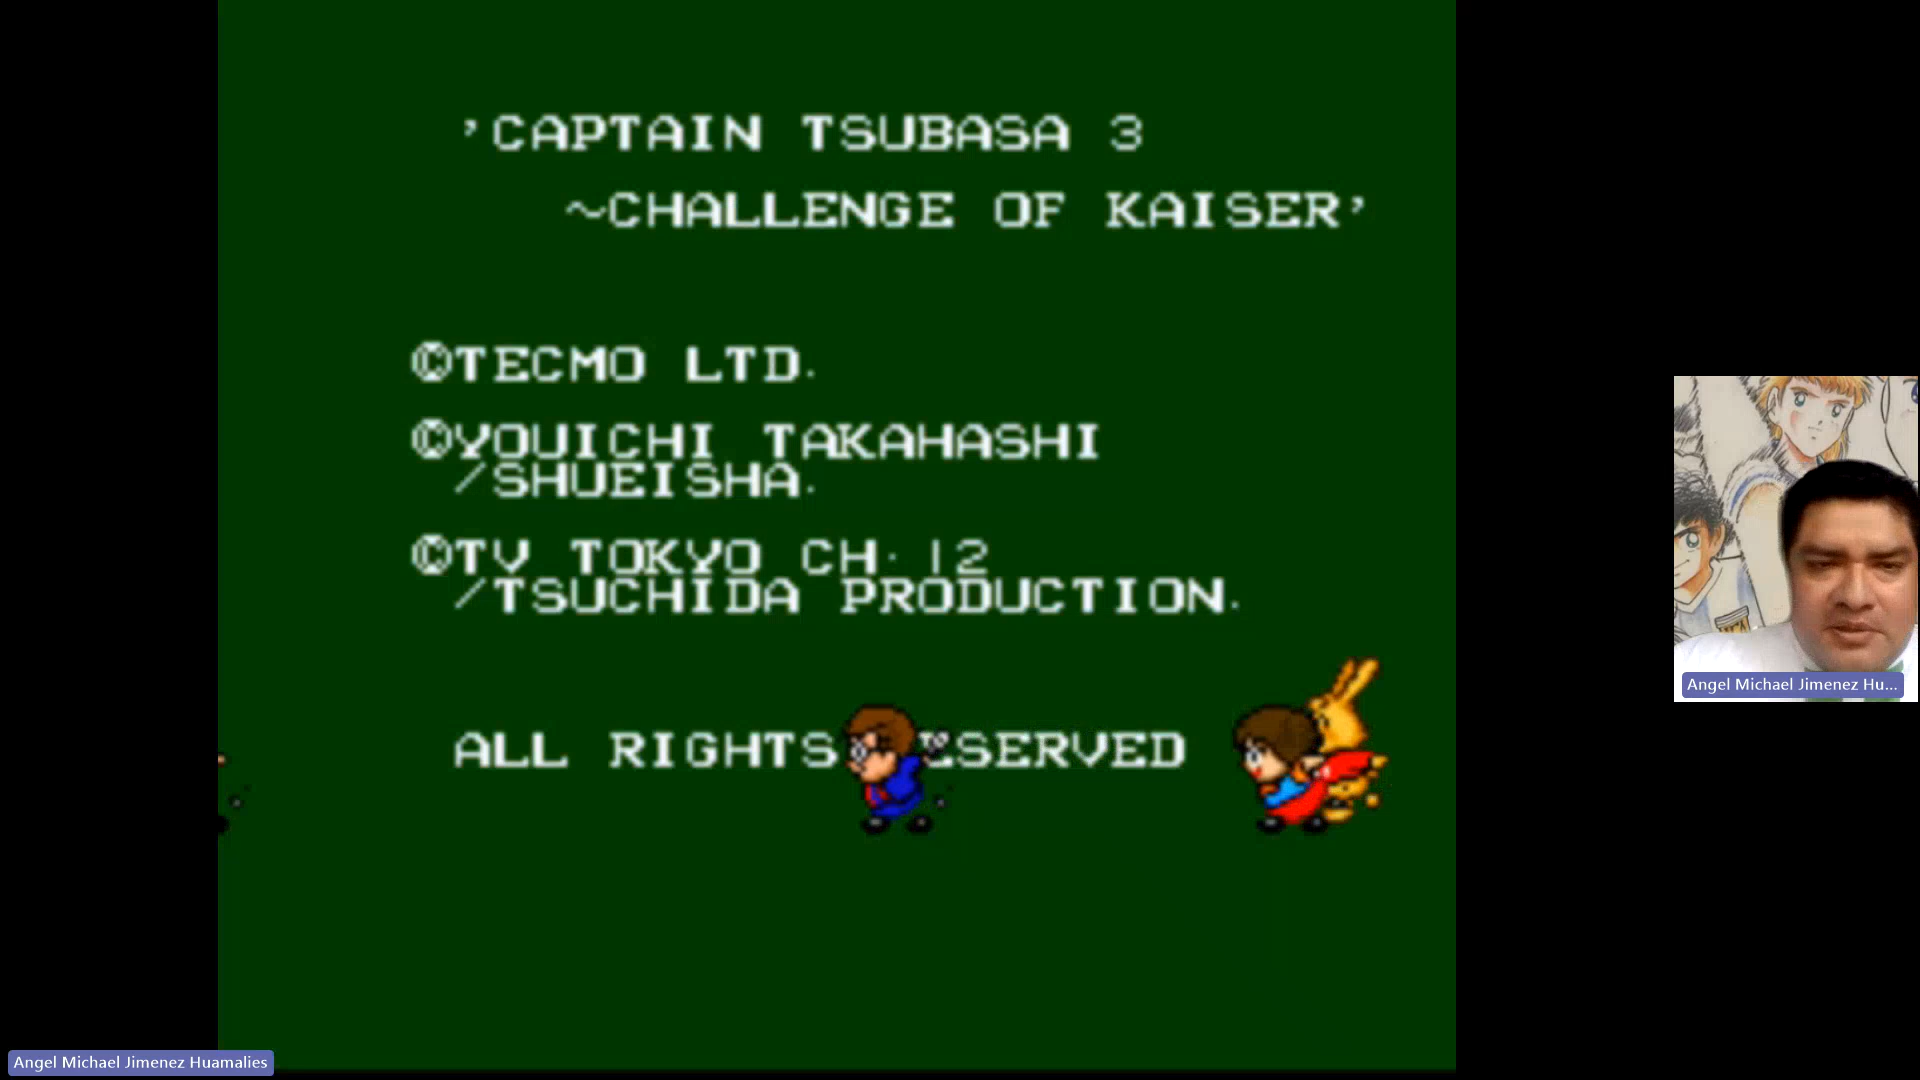 ’CAPTAIN TSUBASA 3
~CHALLENGE OF KAISER’
©TECMO LTD.
©YOUICHI TAKAHASHI
/SHUEISHA.
©TV TOKYO CH.12
/TSUCHIDA PRODUCTION.
ALL RIGHTS ESERVED
Angel Michael Jimenez Hu...
Angel Michael Jimenez Huamalies